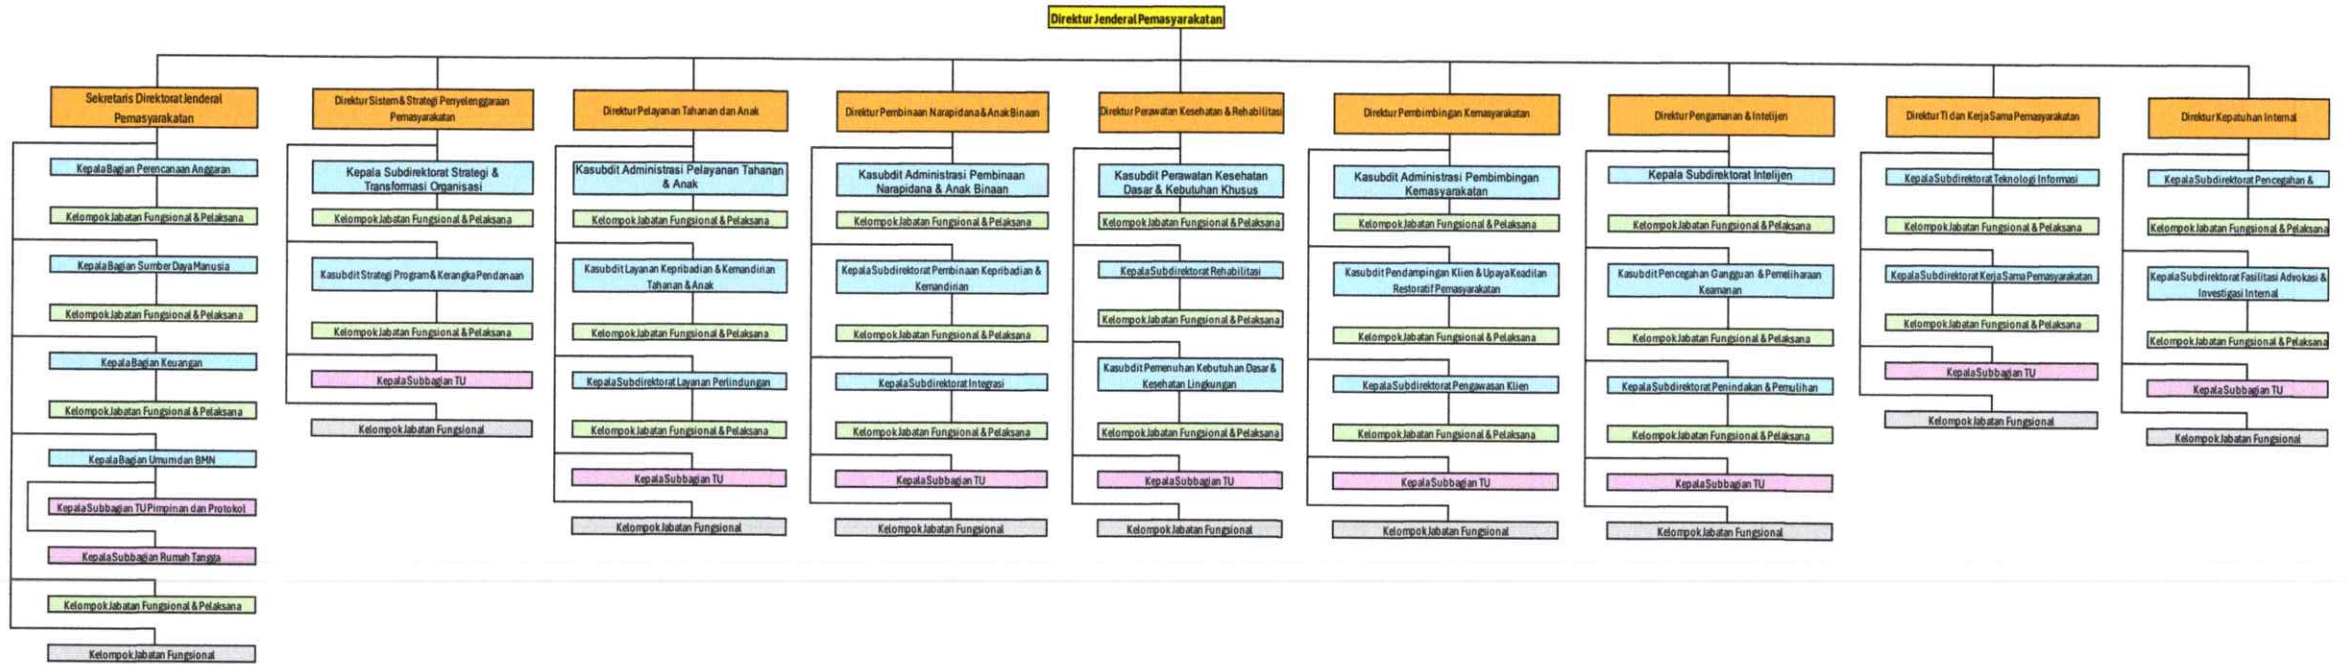 Direktur Jenderal Pemasyarakatan
Sekretaris Direktorat Jenderal
Pemasyarakatan
Kepala Bagian Perencanaan Anggaran
Kelompok Jabatan Fungsional & Pelaksana
Kepala Bagian Sumber Daya Manusia
Kelompok Jabatan Fungsional & Pelaksana
Kepala Bagian Keuangan
Kelompok Jabatan Fungsional & Pelaksana
Kepala Bagian Umum dan BMN
Kepala Subbagian TU Pimpinan dan Protokol
Kepala Subbagian Rumah Tangga
Kelompok Jabatan Fungsional & Pelaksana
Kelompok Jabatan Fungsional
Direktur Sistem & Strategi Penyelenggaraan
Pemasyarakatan
Kepala Subdirektorat Strategi &
Transformasi Organisasi
Kelompok Jabatan Fungsional & Pelaksana
Kasubdit Strategi Program & Kerangka Pendanaan
Kelompok Jabatan Fungsional & Pelaksana
Kepala Subbagian TU
Kelompok Jabatan Fungsional
Direktur Pelayanan Tahanan dan Anak
Kasubdit Administrasi Pelayanan Tahanan
& Anak
Kelompok Jabatan Fungsional & Pelaksana
Kasubdit Layanan Kepribadian & Kemandirian
Tahanan & Anak
Kelompok Jabatan Fungsional & Pelaksana
Kepala Subdirektorat Layanan Perlindungan
Kelompok Jabatan Fungsional & Pelaksana
Kepala Subbagian TU
Kelompok Jabatan Fungsional
Direktur Pembinaan Narapidana & Anak Binaan
Kasubdit Administrasi Pembinaan
Narapidana & Anak Binaan
Kelompok Jabatan Fungsional & Pelaksana
Kepala Subdirektorat Pembinaan Kepribadian &
Kemandirian
Kelompok Jabatan Fungsional & Pelaksana
Kepala Subdirektorat Integrasi
Kelompok Jabatan Fungsional & Pelaksana
Kepala Subbagian TU
Kelompok Jabatan Fungsional
Direktur Perawatan Kesehatan & Rehabilitasi
Kasubdit Perawatan Kesehatan
Dasar & Kebutuhan Khusus
Kelompok Jabatan Fungsional & Pelaksana
Kepala Subdirektorat Rehabilitasi
Kelompok Jabatan Fungsional & Pelaksana
Kasubdit Pemenuhan Kebutuhan Dasar &
Kesehatan Lingkungan
Kelompok Jabatan Fungsional & Pelaksana
Kepala Subbagian TU
Kelompok Jabatan Fungsional
Direktur Pembimbingan Kemasyarakatan
Kasubdit Administrasi Pembimbingan
Kemasyarakatan
Kelompok Jabatan Fungsional & Pelaksana
Kasubdit Pendampingan Klien & Upaya Keadilan
Restoratif Pemasyarakatan
Kelompok Jabatan Fungsional & Pelaksana
Kepala Subdirektorat Pengawasan Klien
Kelompok Jabatan Fungsional & Pelaksana
Kepala Subbagian TU
Kelompok Jabatan Fungsional
Direktur Pengamanan & Intelijen
Kepala Subdirektorat Intelijen
Kelompok Jabatan Fungsional & Pelaksana
Kasubdit Pencegahan Gangguan & Pemeliharaan
Keamanan
Kelompok Jabatan Fungsional & Pelaksana
Kepala Subdirektorat Penindakan & Pemulihan
Kelompok Jabatan Fungsional & Pelaksana
Kepala Subbagian TU
Kelompok Jabatan Fungsional
Direktur TI dan Kerja Sama Pemasyarakatan
Kepala Subdirektorat Teknologi Informasi
Kelompok Jabatan Fungsional & Pelaksana
Kepala Subdirektorat Kerja Sama Pemasyarakatan
Kelompok Jabatan Fungsional & Pelaksana
Kepala Subbagian TU
Kelompok Jabatan Fungsional
Direktur Kepatuhan Internal
Kepala Subdirektorat Pencegahan &
Kelompok Jabatan Fungsional & Pelaksana
Kepala Subdirektorat Fasilitasi Advokasi &
Investigasi Internal
Kelompok Jabatan Fungsional & Pelaksana
Kepala Subbagian TU
Kelompok Jabatan Fungsional